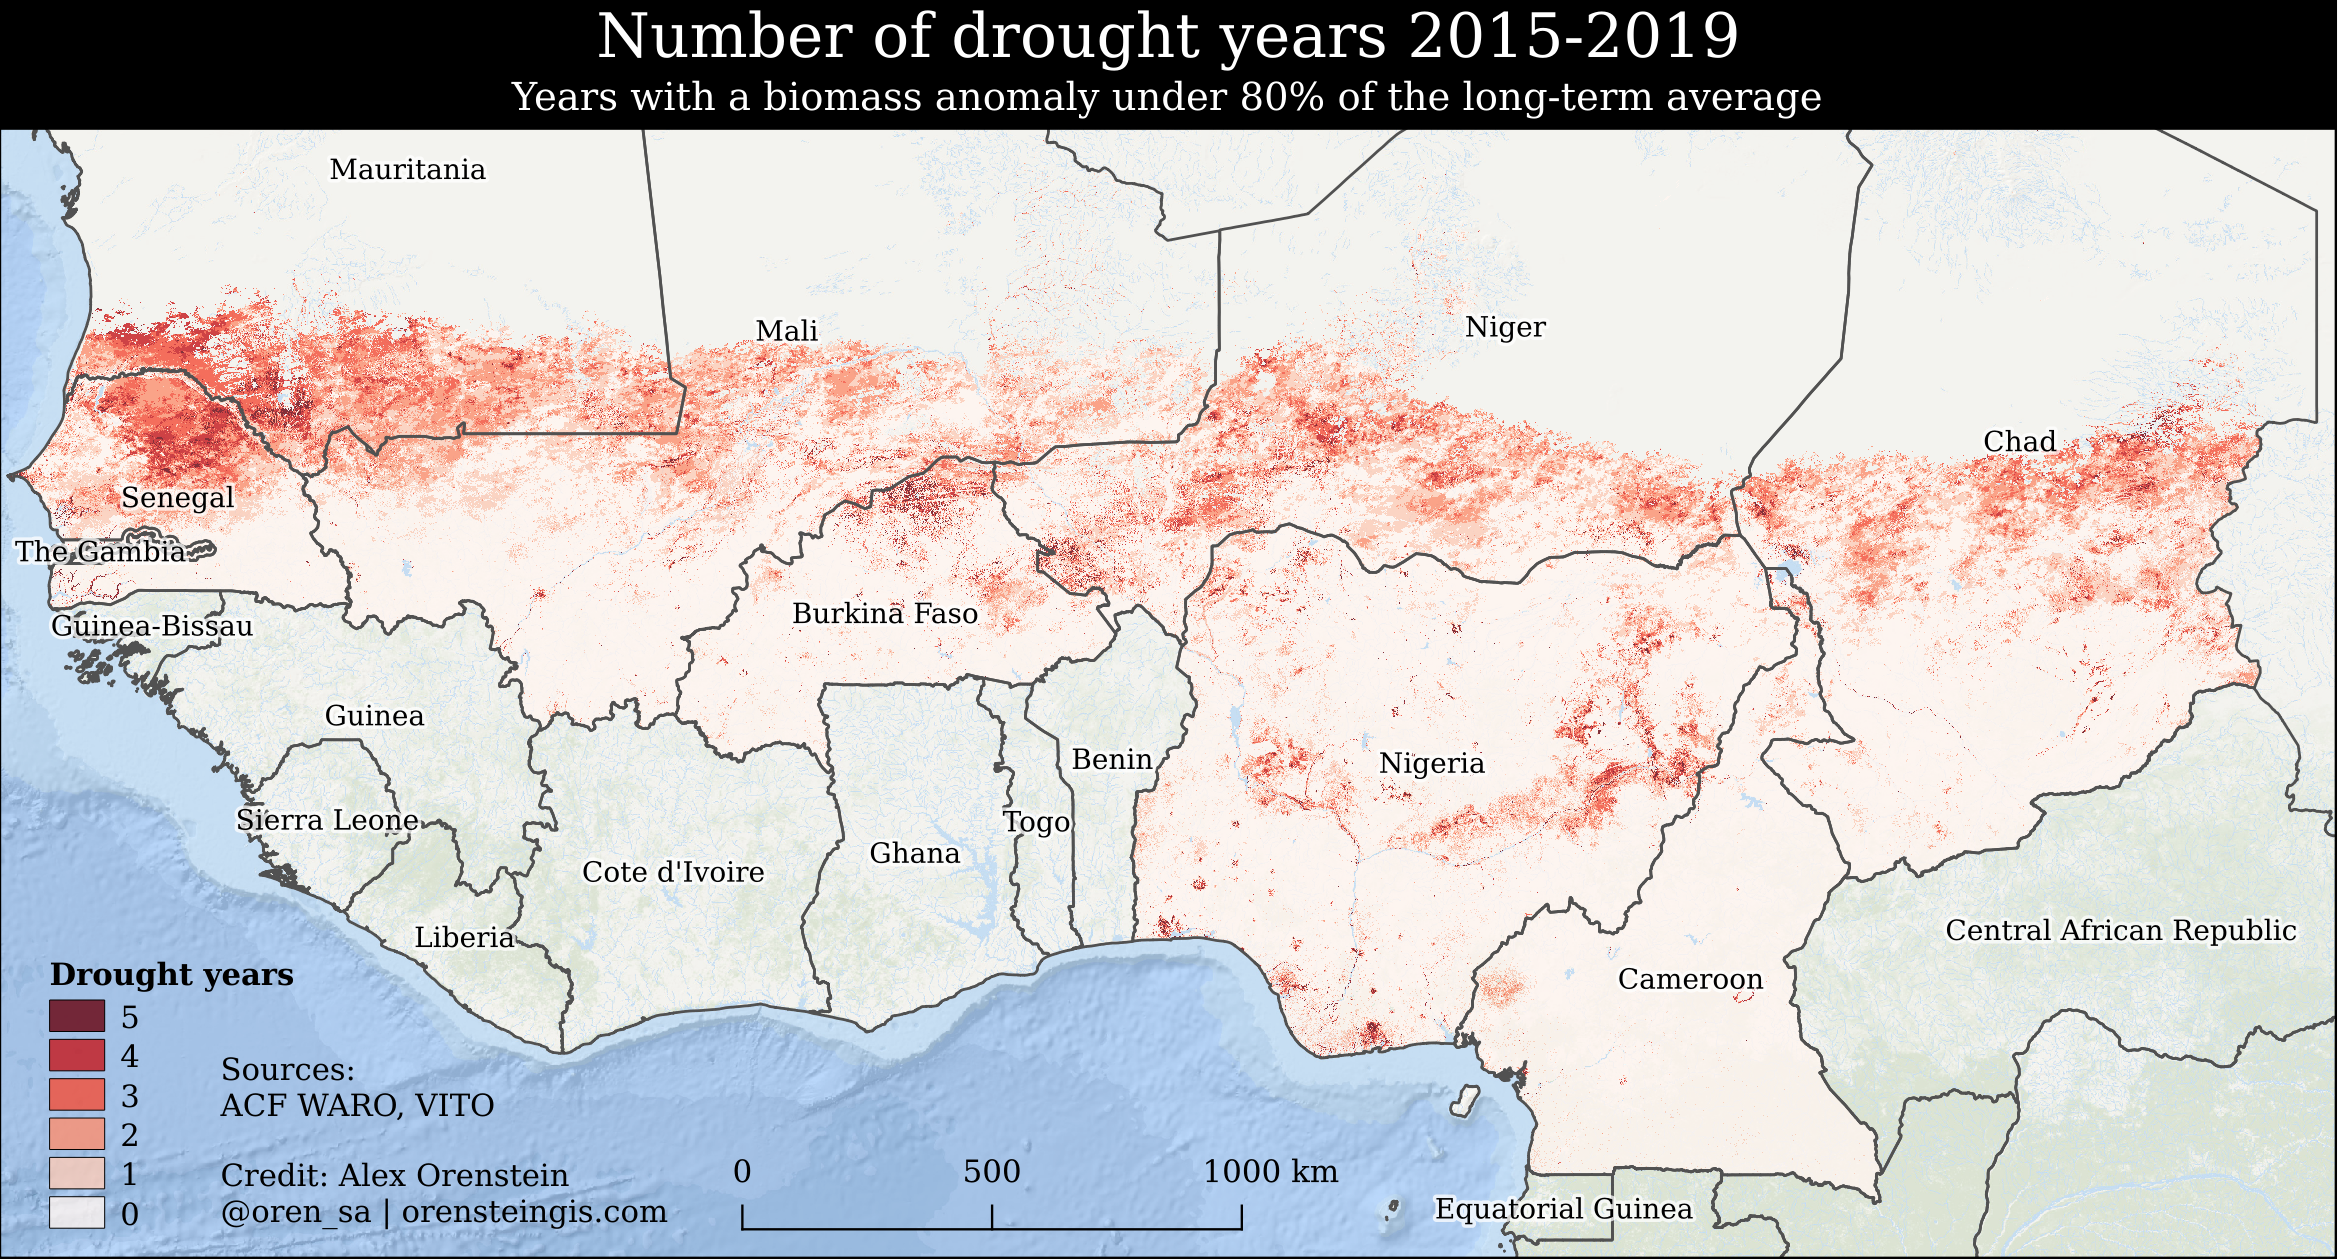 Number of drought years 2015-2019
Years with a biomass anomaly under 80% of the long-term average
Mauritania
Mali
Niger
Chad
Senegal
The Gambia
Guinea-Bissau
Burkina Faso
Guinea
Benin
Nigeria
Sierra Leone
Togo
Ghana
Cote d'Ivoire
Liberia
Central African Republic
Cameroon
Equatorial Guinea
Drought years
5
4
3
2
1
0
Sources:
ACF WARO, VITO
Credit: Alex Orenstein
@oren_sa | orensteingis.com
0 500 1000 km